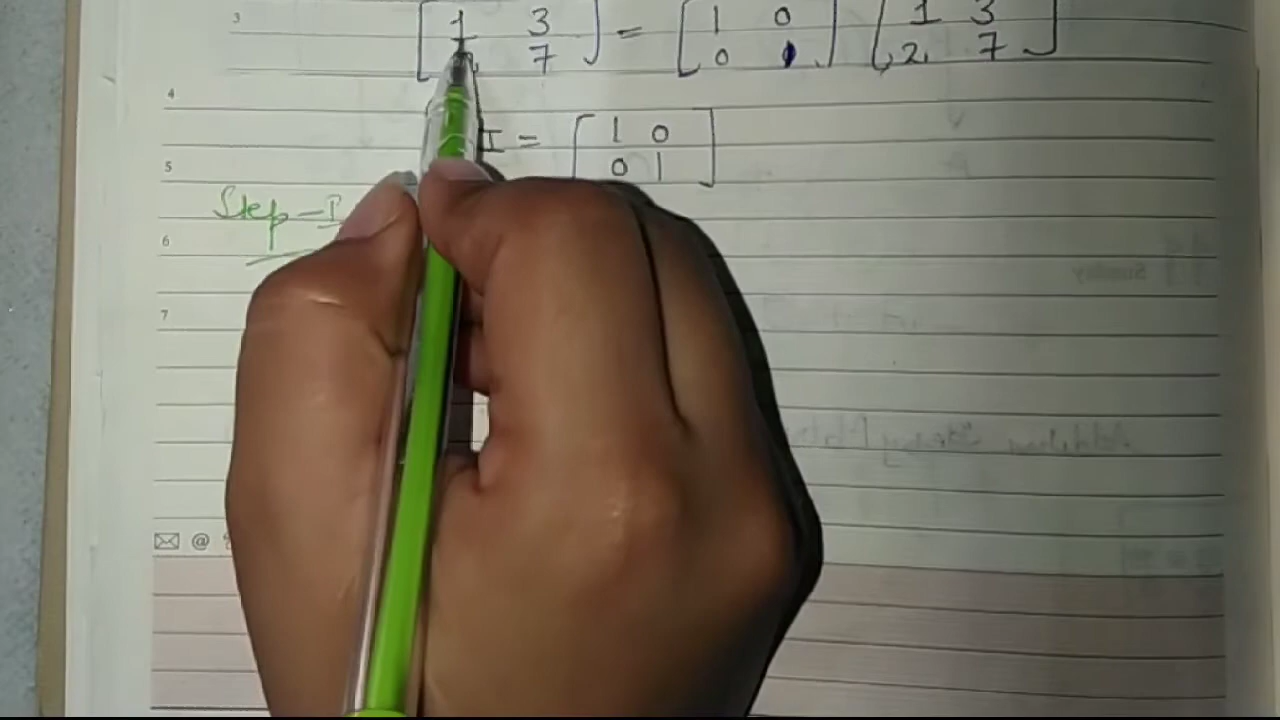 3
[ 1 3 ] = [ 1 0 ] [ 1 3 ]
7 0 1 2 7
4
I = [ 1 0
0 1 ]
5
Step-I
6
Sunday
7
@